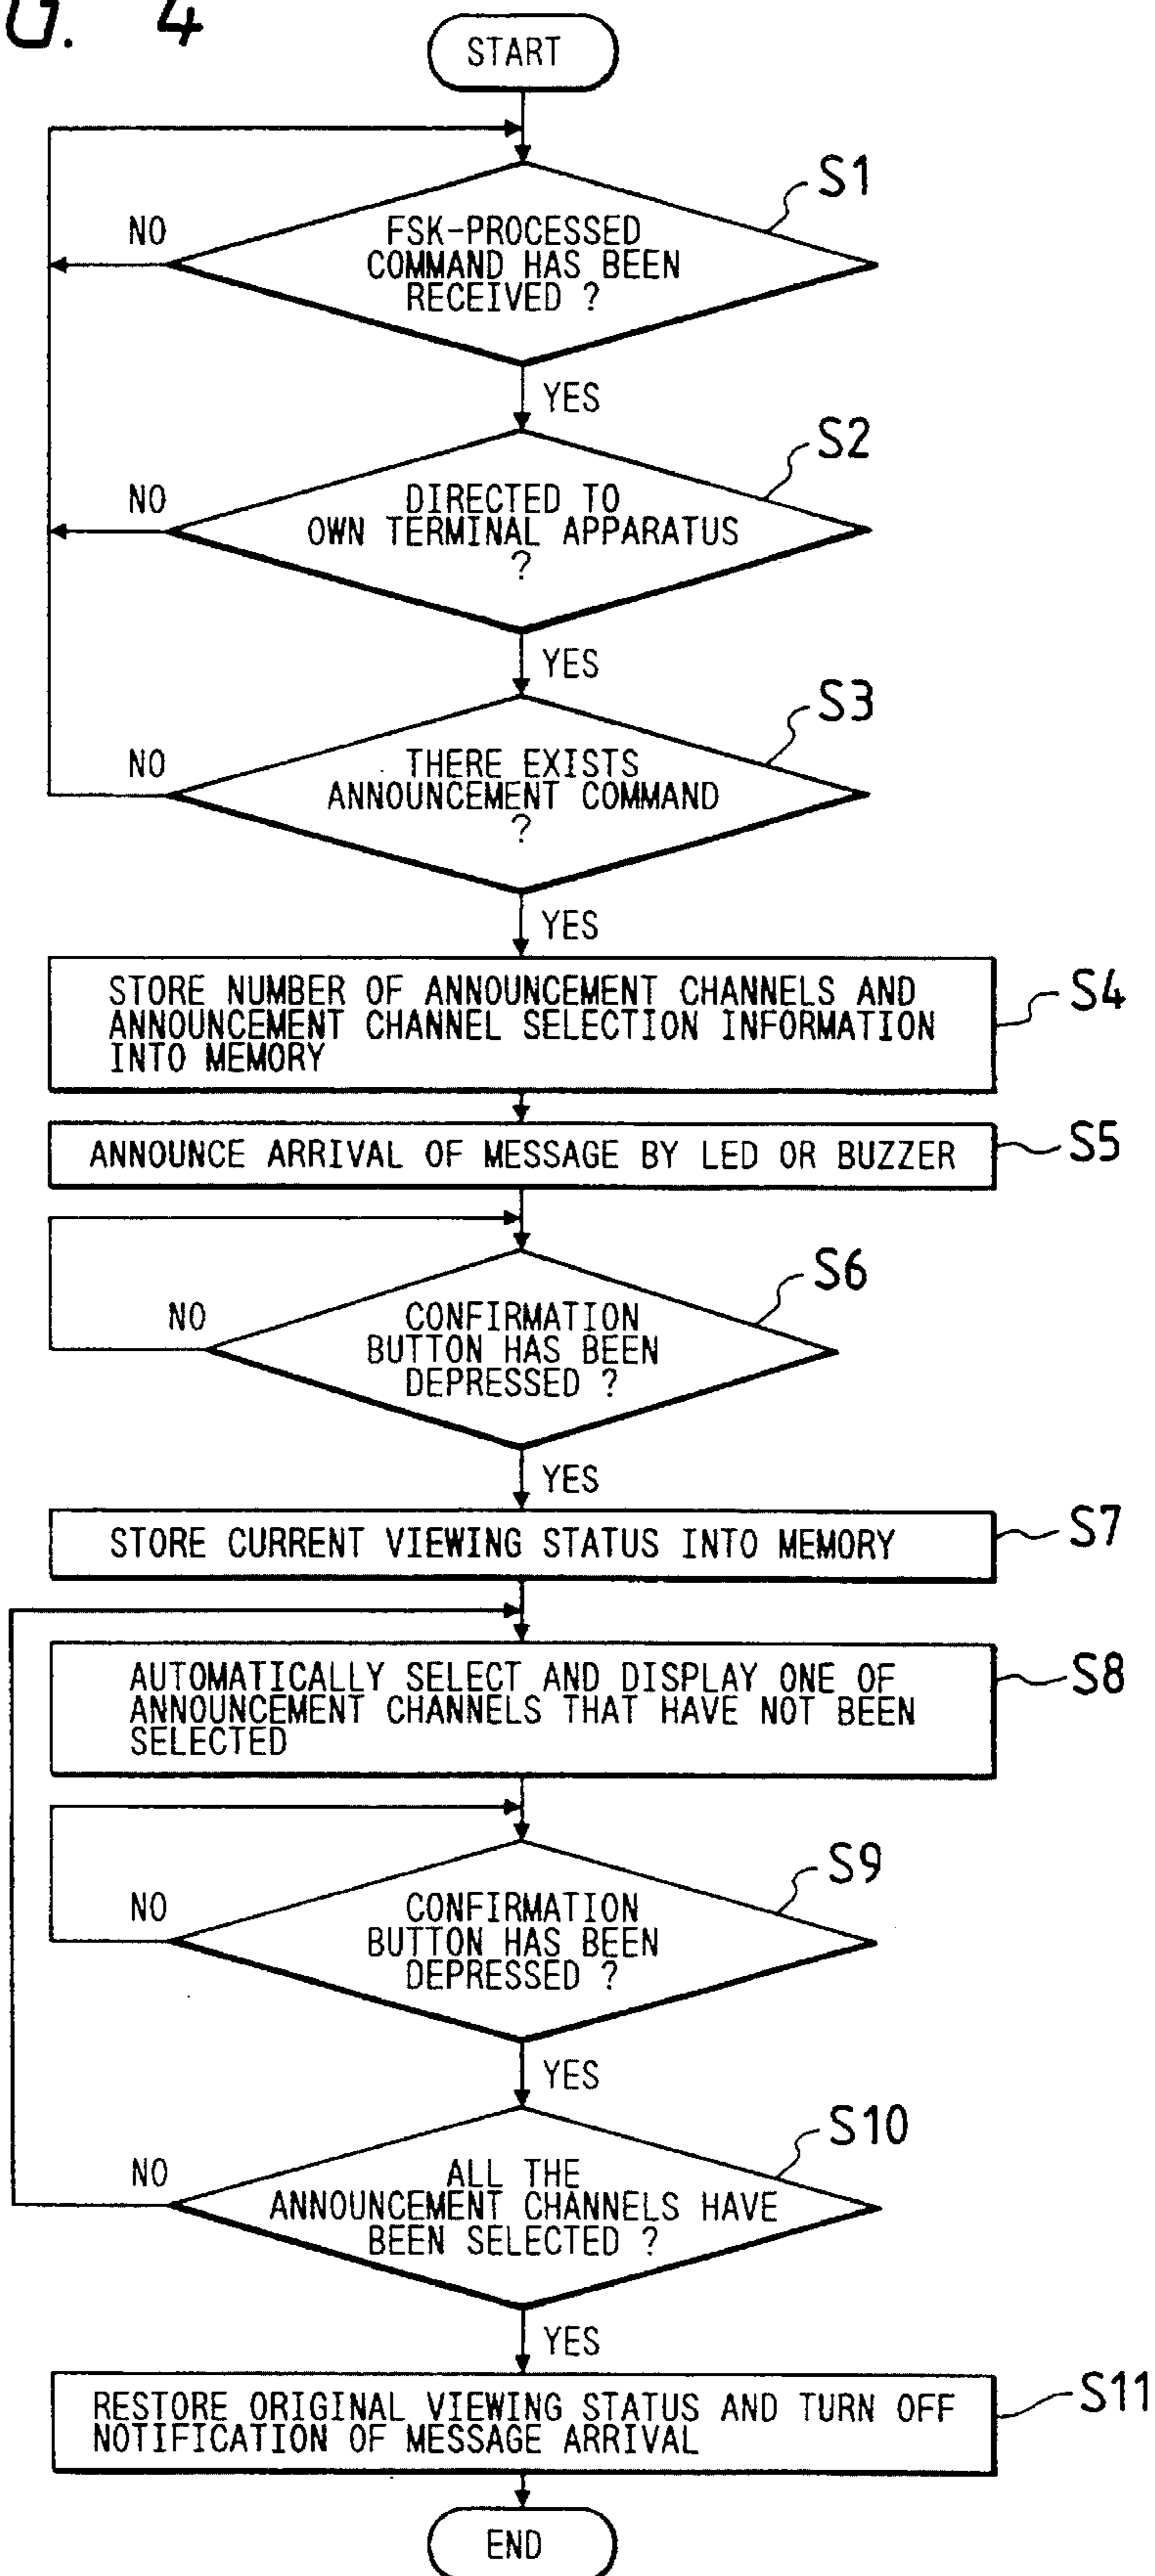 G. 4
START
S1
NO
FSK-PROCESSED
COMMAND HAS BEEN
RECEIVED ?
YES
S2
NO
DIRECTED TO
OWN TERMINAL APPARATUS
?
YES
S3
NO
THERE EXISTS
ANNOUNCEMENT COMMAND
?
YES
S4
STORE NUMBER OF ANNOUNCEMENT CHANNELS AND
ANNOUNCEMENT CHANNEL SELECTION INFORMATION
INTO MEMORY
S5
ANNOUNCE ARRIVAL OF MESSAGE BY LED OR BUZZER
S6
NO
CONFIRMATION
BUTTON HAS BEEN
DEPRESSED ?
YES
S7
STORE CURRENT VIEWING STATUS INTO MEMORY
S8
AUTOMATICALLY SELECT AND DISPLAY ONE OF
ANNOUNCEMENT CHANNELS THAT HAVE NOT BEEN
SELECTED
S9
NO
CONFIRMATION
BUTTON HAS BEEN
DEPRESSED ?
YES
S10
NO
ALL THE
ANNOUNCEMENT CHANNELS HAVE
BEEN SELECTED ?
YES
S11
RESTORE ORIGINAL VIEWING STATUS AND TURN OFF
NOTIFICATION OF MESSAGE ARRIVAL
END